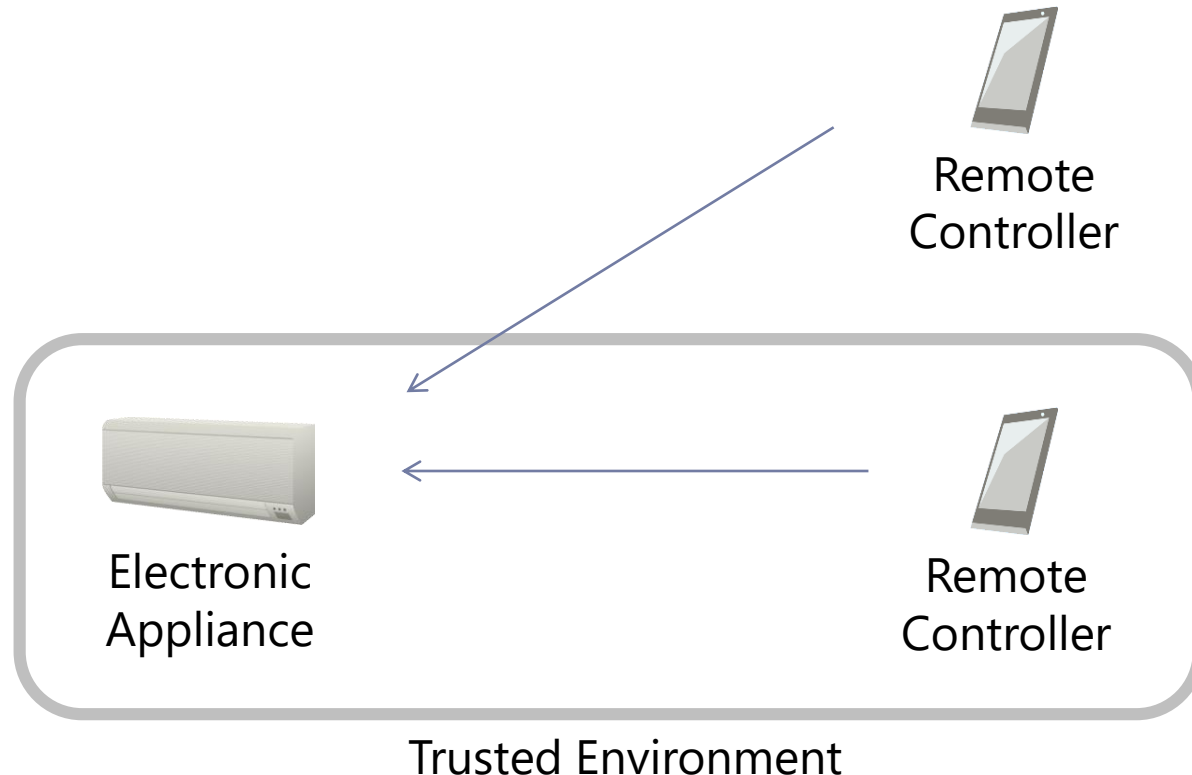 Remote
Controller
Electronic
Appliance
Remote
Controller
Trusted Environment